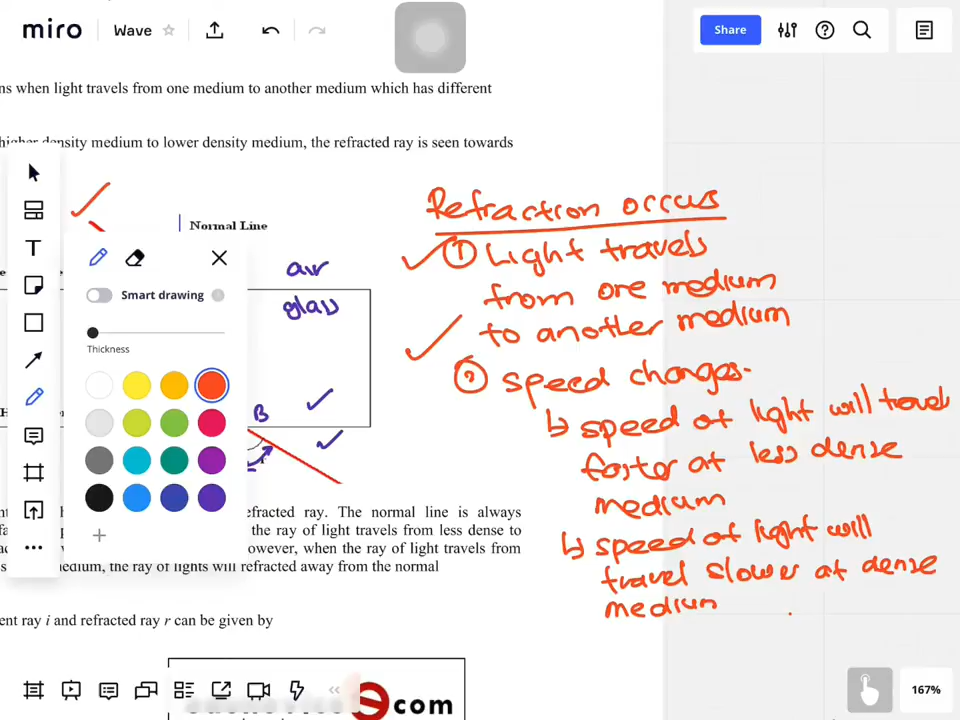 miro
Wave
Share
ns when light travels from one medium to another medium which has different
higher density medium to lower density medium, the refracted ray is seen towards
Normal Line
Refraction occus
① Light travels
from one medium
to another medium
② speed changes.
↳ speed of light will travel
faster at less dense
medium
↳ speed of light will
travel slower at dense
medium
air
glass
T
Smart drawing
Thickness
B
efracted ray. The normal line is always
the ray of light travels from less dense to
owever, when the ray of light travels from
medium, the ray of lights will refracted away from the normal
ent ray i and refracted ray r can be given by
com
167%